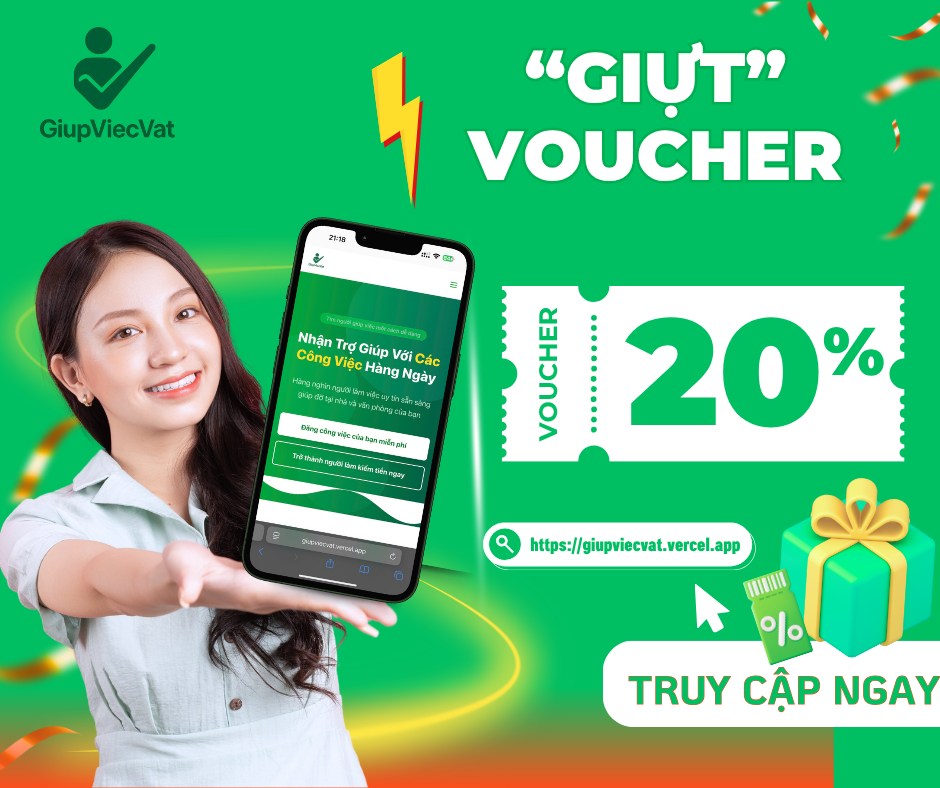 GiupViecVat
“GIỰT”
VOUCHER
21:18
Nhận Trợ Giúp Với Các
Công Việc Hàng Ngày
Hàng nghìn người làm việc uy tín sẵn sàng
giúp đỡ tại nhà và văn phòng của bạn
Đăng công việc của bạn miễn phí
Trở thành người làm kiếm tiền ngay
giupviecvat.vercel.app
VOUCHER
20%
https://giupviecvat.vercel.app
%
TRUY CẬP NGAY